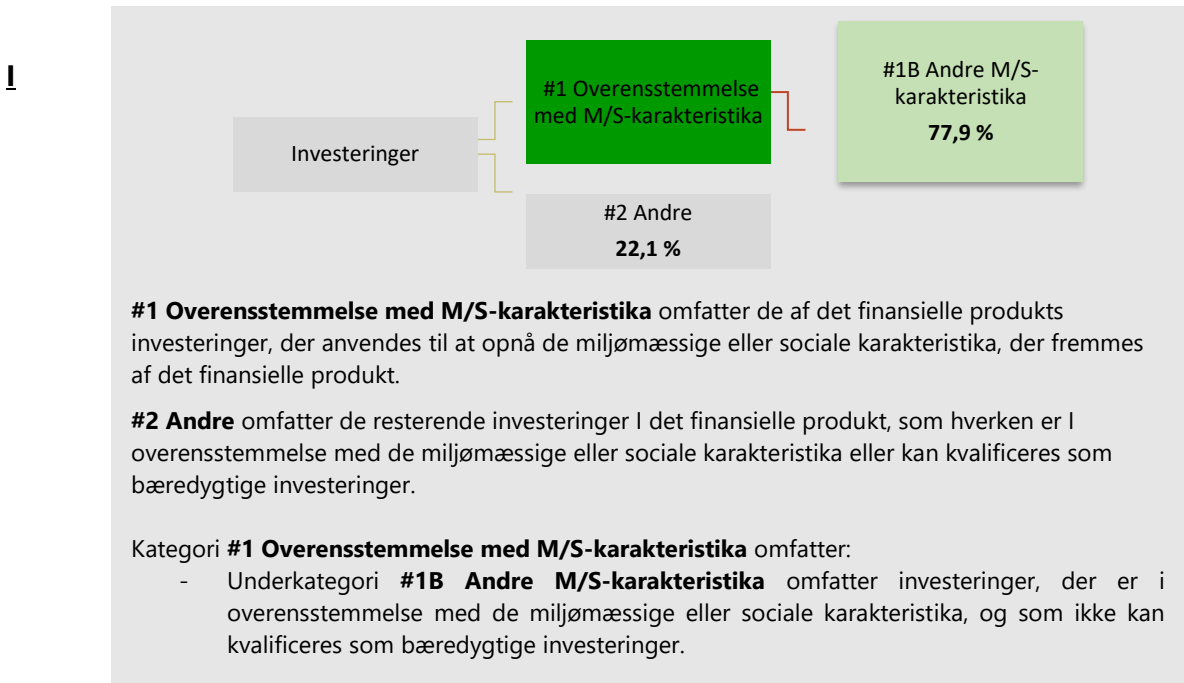 I
Investeringer
#1 Overensstemmelse
med M/S-karakteristika
#1B Andre M/S-
karakteristika
77,9 %
#2 Andre
22,1 %
#1 Overensstemmelse med M/S-karakteristika omfatter de af det finansielle produkts
investeringer, der anvendes til at opnå de miljømæssige eller sociale karakteristika, der fremmes
af det finansielle produkt.
#2 Andre omfatter de resterende investeringer I det finansielle produkt, som hverken er I
overensstemmelse med de miljømæssige eller sociale karakteristika eller kan kvalificeres som
bæredygtige investeringer.
Kategori #1 Overensstemmelse med M/S-karakteristika omfatter:
- Underkategori #1B Andre M/S-karakteristika omfatter investeringer, der er i
overensstemmelse med de miljømæssige eller sociale karakteristika, og som ikke kan
kvalificeres som bæredygtige investeringer.